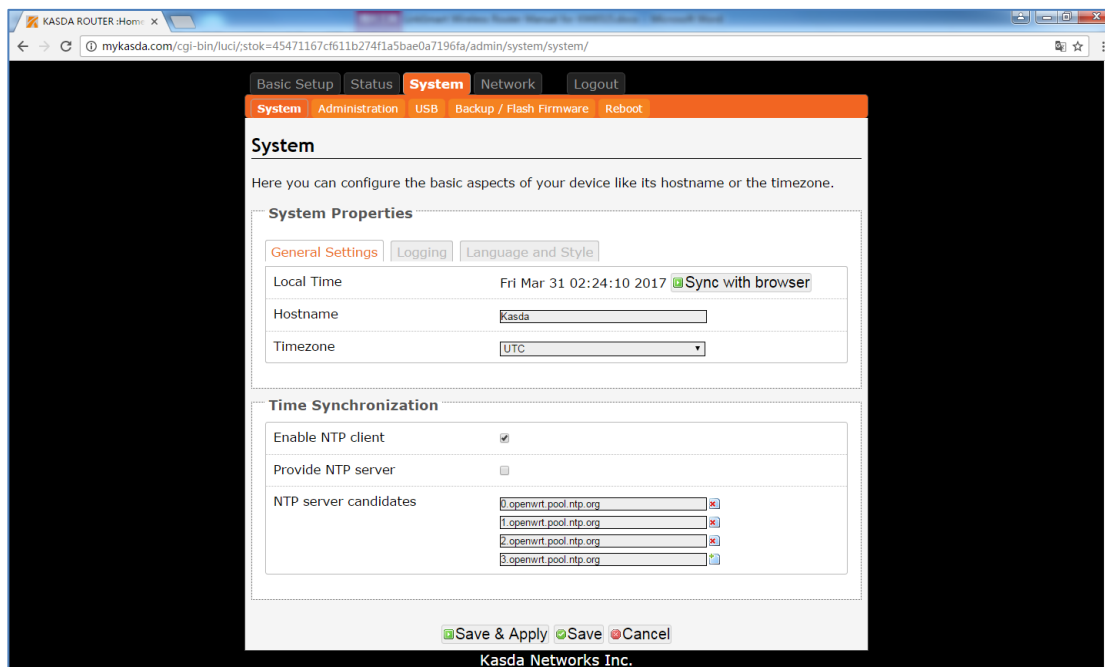 KASDA ROUTER :Home
mykasda.com/cgi-bin/luci/;stok=45471167cf611b274f1a5bae0a7196fa/admin/system/system/
Basic Setup Status System Network Logout
System Administration USB Backup / Flash Firmware Reboot
System
Here you can configure the basic aspects of your device like its hostname or the timezone.
System Properties
General Settings Logging Language and Style
Local Time Fri Mar 31 02:24:10 2017 Sync with browser
Hostname Kasda
Timezone UTC
Time Synchronization
Enable NTP client
Provide NTP server
NTP server candidates 0.openwrt.pool.ntp.org
1.openwrt.pool.ntp.org
2.openwrt.pool.ntp.org
3.openwrt.pool.ntp.org
Save & Apply Save Cancel
Kasda Networks Inc.